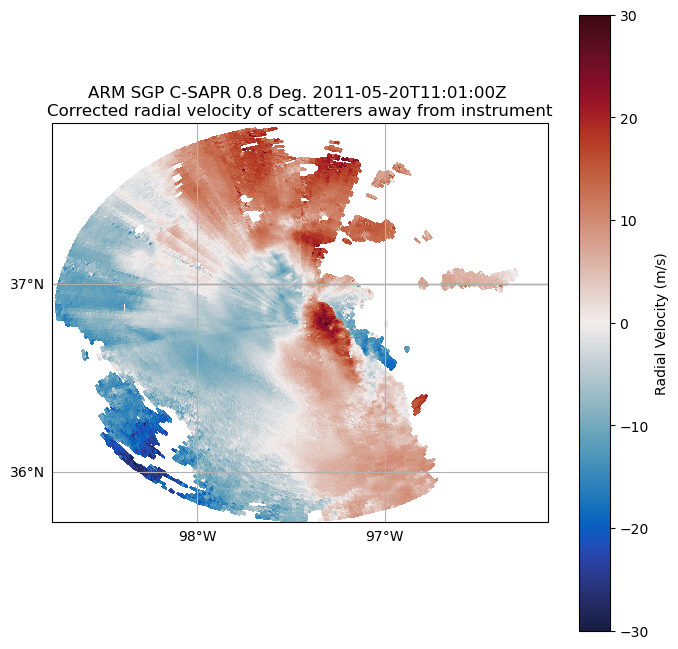 ARM SGP C-SAPR 0.8 Deg. 2011-05-20T11:01:00Z
Corrected radial velocity of scatterers away from instrument
37°N
36°N
98°W
97°W
30
20
10
0
−10
−20
−30
Radial Velocity (m/s)